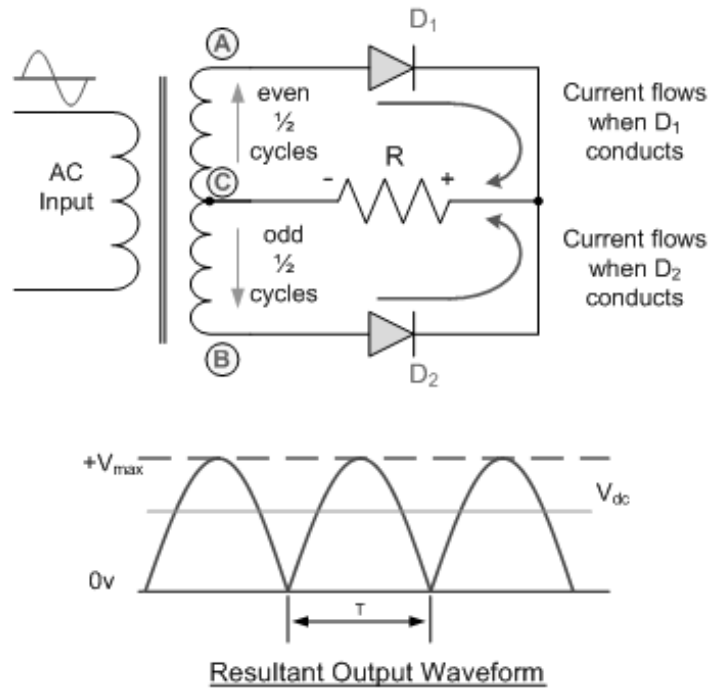 A
D₁
AC
Input
even
½
cycles
Current flows
when D₁
conducts
R
C
-
+
odd
½
cycles
Current flows
when D₂
conducts
B
D₂
+Vmax
Vdc
0v
T
Resultant Output Waveform